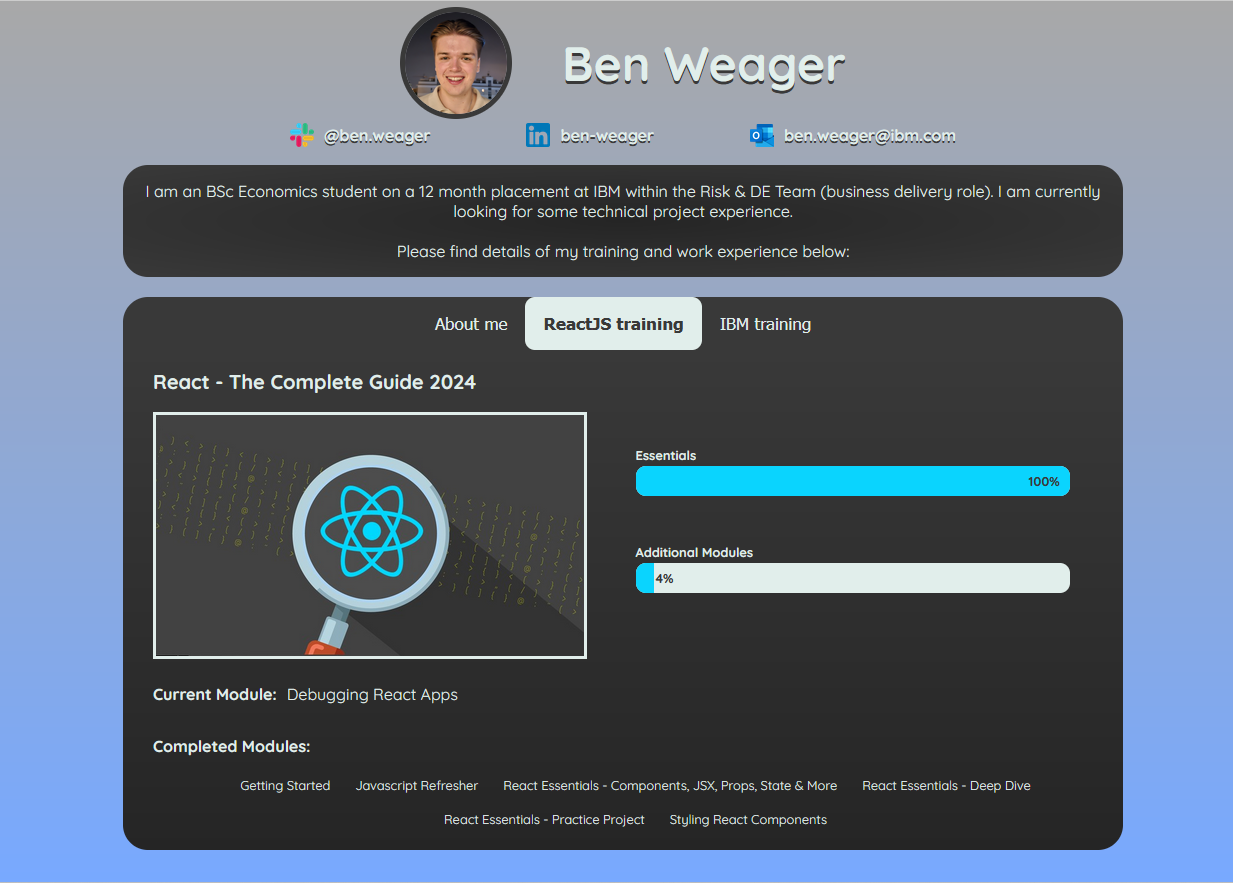 Ben Weager
@ben.weager ben-weager ben.weager@ibm.com
I am an BSc Economics student on a 12 month placement at IBM within the Risk & DE Team (business delivery role). I am currently
looking for some technical project experience.
Please find details of my training and work experience below:
About me ReactJS training IBM training
React - The Complete Guide 2024
Essentials
100%
Additional Modules
4%
Current Module: Debugging React Apps
Completed Modules:
Getting Started Javascript Refresher React Essentials - Components, JSX, Props, State & More React Essentials - Deep Dive
React Essentials - Practice Project Styling React Components